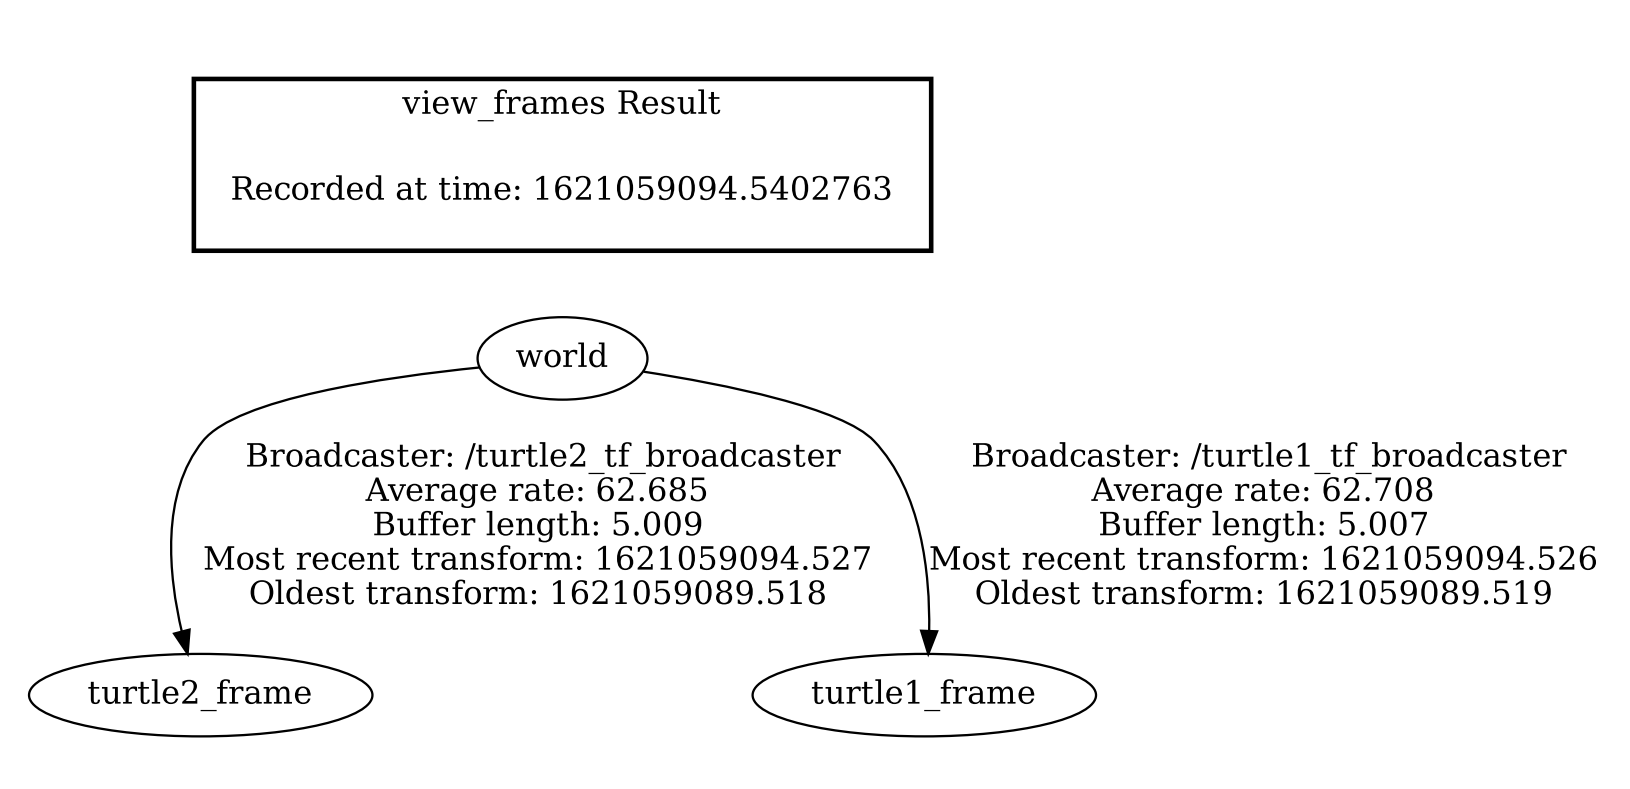 view_frames Result
Recorded at time: 1621059094.5402763
world
Broadcaster: /turtle2_tf_broadcaster
Average rate: 62.685
Buffer length: 5.009
Most recent transform: 1621059094.527
Oldest transform: 1621059089.518
Broadcaster: /turtle1_tf_broadcaster
Average rate: 62.708
Buffer length: 5.007
Most recent transform: 1621059094.526
Oldest transform: 1621059089.519
turtle2_frame
turtle1_frame